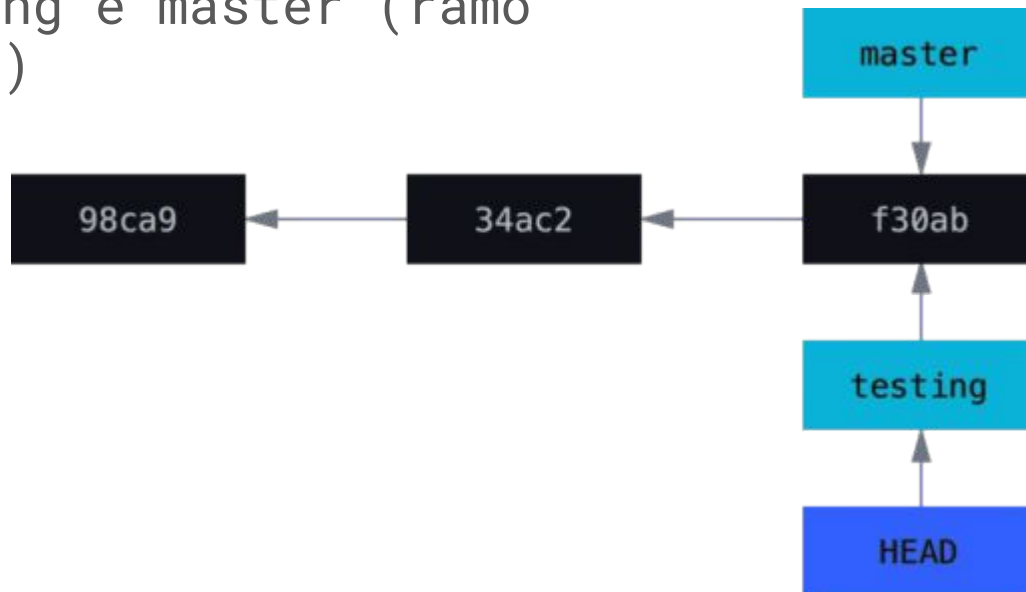 ng e master (ramo
)
master
98ca9 34ac2 f30ab
testing
HEAD